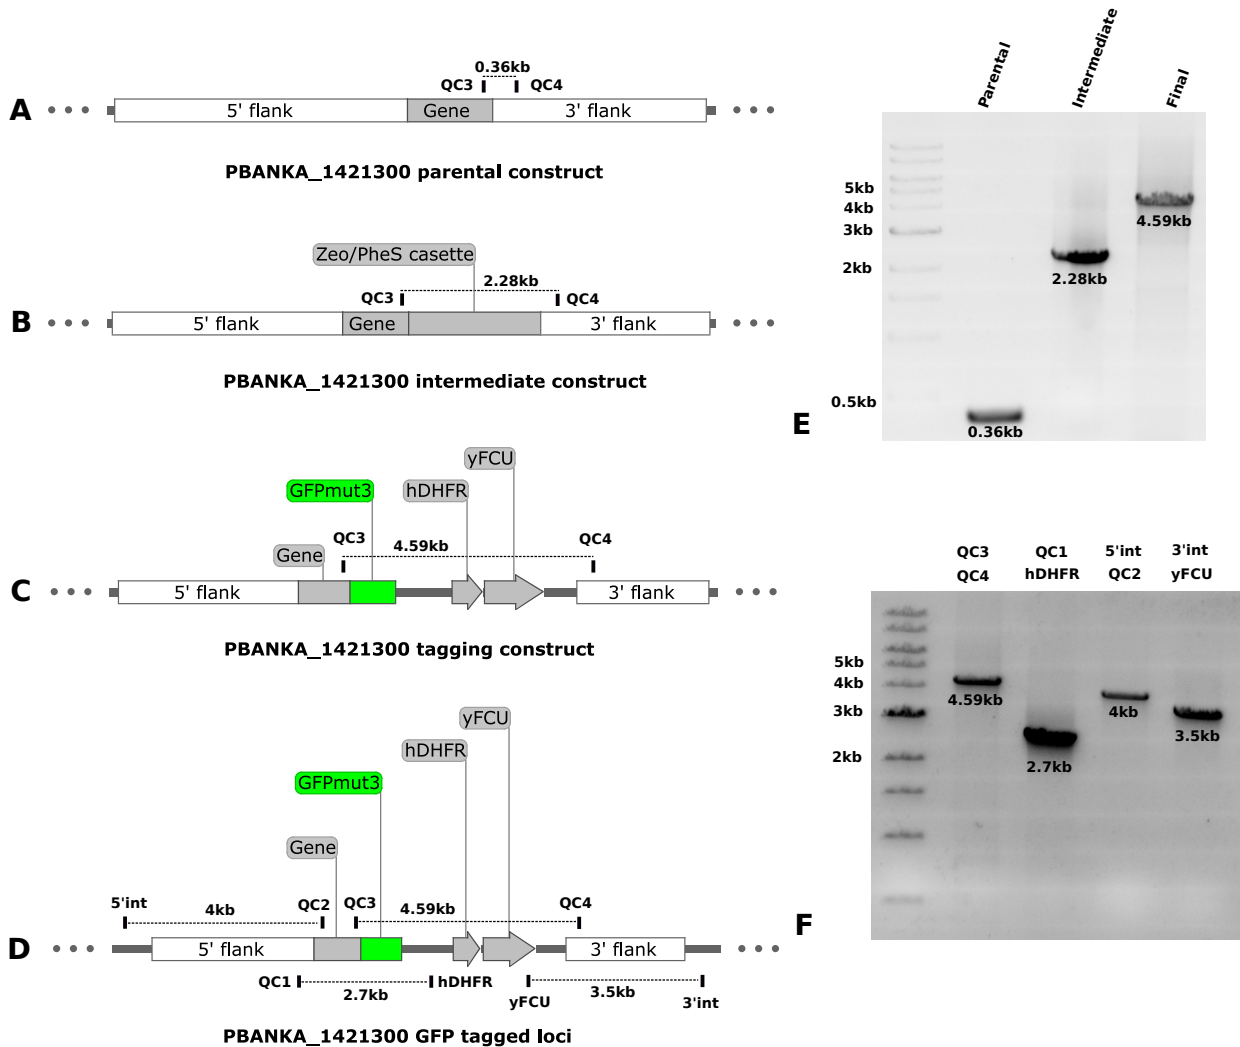 0.36kb
QC3 QC4
A
5' flank Gene 3' flank
PBANKA_1421300 parental construct
Zeo/PheS casette
2.28kb
QC3 QC4
B
5' flank Gene 3' flank
PBANKA_1421300 intermediate construct
yFCU
GFPmut3 hDHFR
QC3 4.59kb QC4
Gene
C
5' flank 3' flank
PBANKA_1421300 tagging construct
yFCU
hDHFR
GFPmut3
Gene
5'int 4kb QC2 QC3 4.59kb QC4
D
5' flank 3' flank
QC1 2.7kb hDHFR yFCU 3.5kb 3'int
PBANKA_1421300 GFP tagged loci
Parental Intermediate Final
5kb
4kb
3kb
2kb
0.5kb
4.59kb
2.28kb
0.36kb
E
QC3 QC1 5'int 3'int
QC4 hDHFR QC2 yFCU
5kb
4kb
3kb
2kb
4.59kb 4kb
3.5kb
2.7kb
F